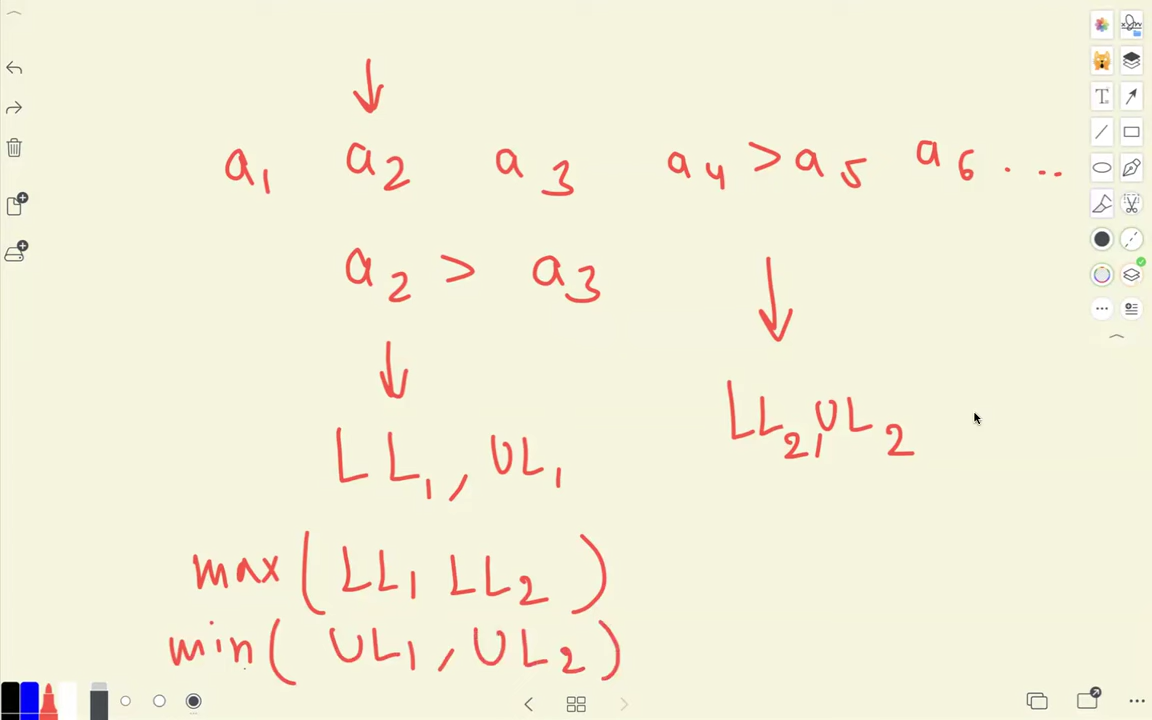 a₁ a₂ a₃ a₄ > a₅ a₆ ....
a₂ > a₃
LL₁, UL₁
LL₂, UL₂
max( LL₁ LL₂ )
min( UL₁, UL₂ )